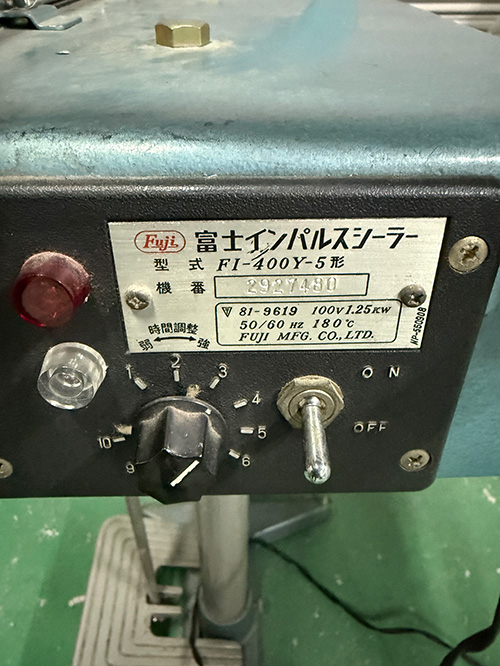 Fuji 富士インパルスシーラー
型式 FI-400Y-5形
機番 2927480
▽ 81-9619 100V 1.25KW
50/60 HZ 180℃
FUJI MFG. CO., LTD.
HP-550908
時間調整
弱 強
1 2 3 4 5 6 9 10
ON
OFF